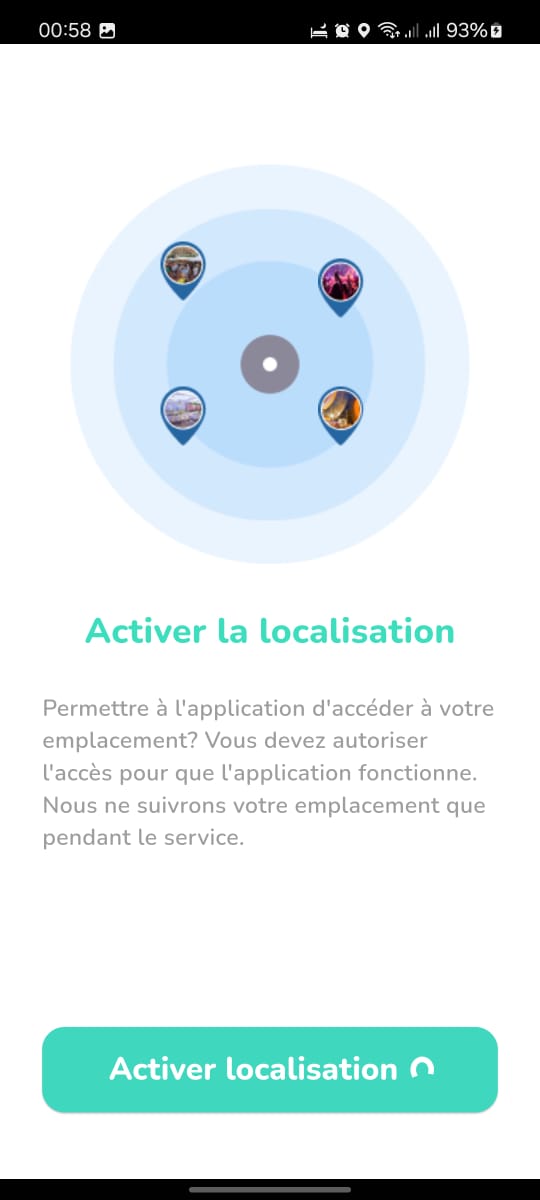 00:58
93%
Activer la localisation
Permettre à l'application d'accéder à votre
emplacement? Vous devez autoriser
l'accès pour que l'application fonctionne.
Nous ne suivrons votre emplacement que
pendant le service.
Activer localisation